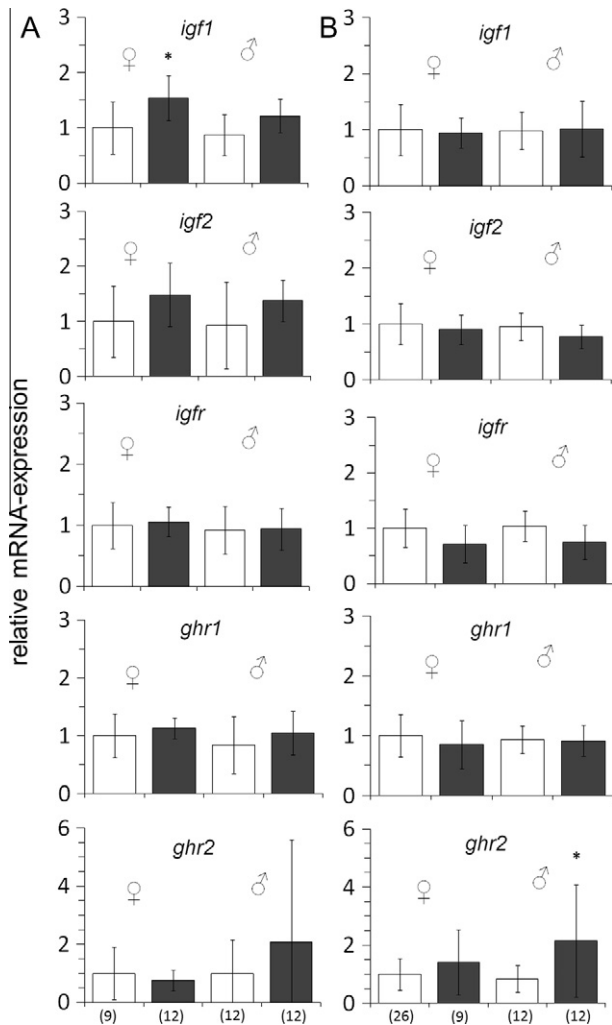 A
B
relative mRNA-expression
igf1
♀ * ♂
3
2
1
0
igf1
♀ ♂
3
2
1
0
igf2
♀ ♂
3
2
1
0
igf2
♀ ♂
3
2
1
0
igfr
♀ ♂
3
2
1
0
igfr
♀ ♂
3
2
1
0
ghr1
♀ ♂
3
2
1
0
ghr1
♀ ♂
3
2
1
0
ghr2
♀ ♂
6
4
2
0
(9) (12) (12) (12)
ghr2
♀ ♂ *
6
4
2
0
(26) (9) (12) (12)